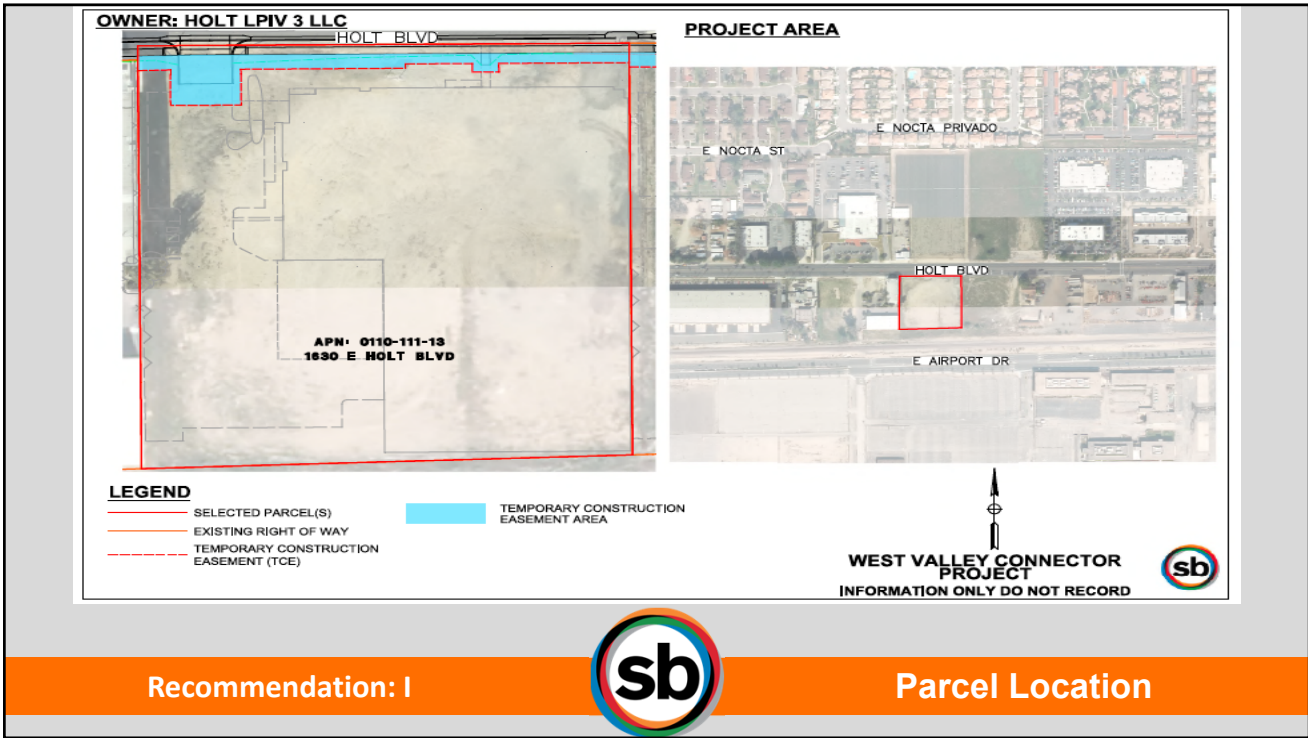 OWNER: HOLT LPIV 3 LLC
HOLT BLVD
APN: 0110-111-13
1630 E HOLT BLVD
PROJECT AREA
E NOCTA PRIVADO
E NOCTA ST
HOLT BLVD
E AIRPORT DR
LEGEND
SELECTED PARCEL(S)
EXISTING RIGHT OF WAY
TEMPORARY CONSTRUCTION
EASEMENT (TCE)
TEMPORARY CONSTRUCTION
EASEMENT AREA
WEST VALLEY CONNECTOR
PROJECT
INFORMATION ONLY DO NOT RECORD
sb
Recommendation: I
sb
Parcel Location